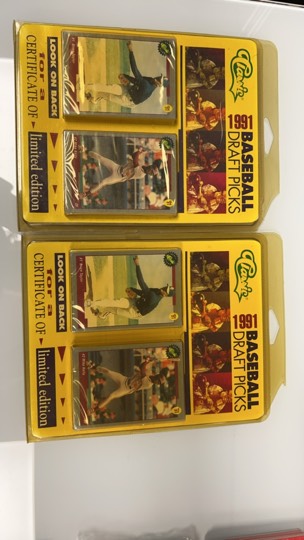 Classic
1991
BASEBALL
DRAFT PICKS
LOOK ON BACK
for a
CERTIFICATE OF
limited edition
Classic
1991
BASEBALL
DRAFT PICKS
LOOK ON BACK
for a
CERTIFICATE OF
limited edition